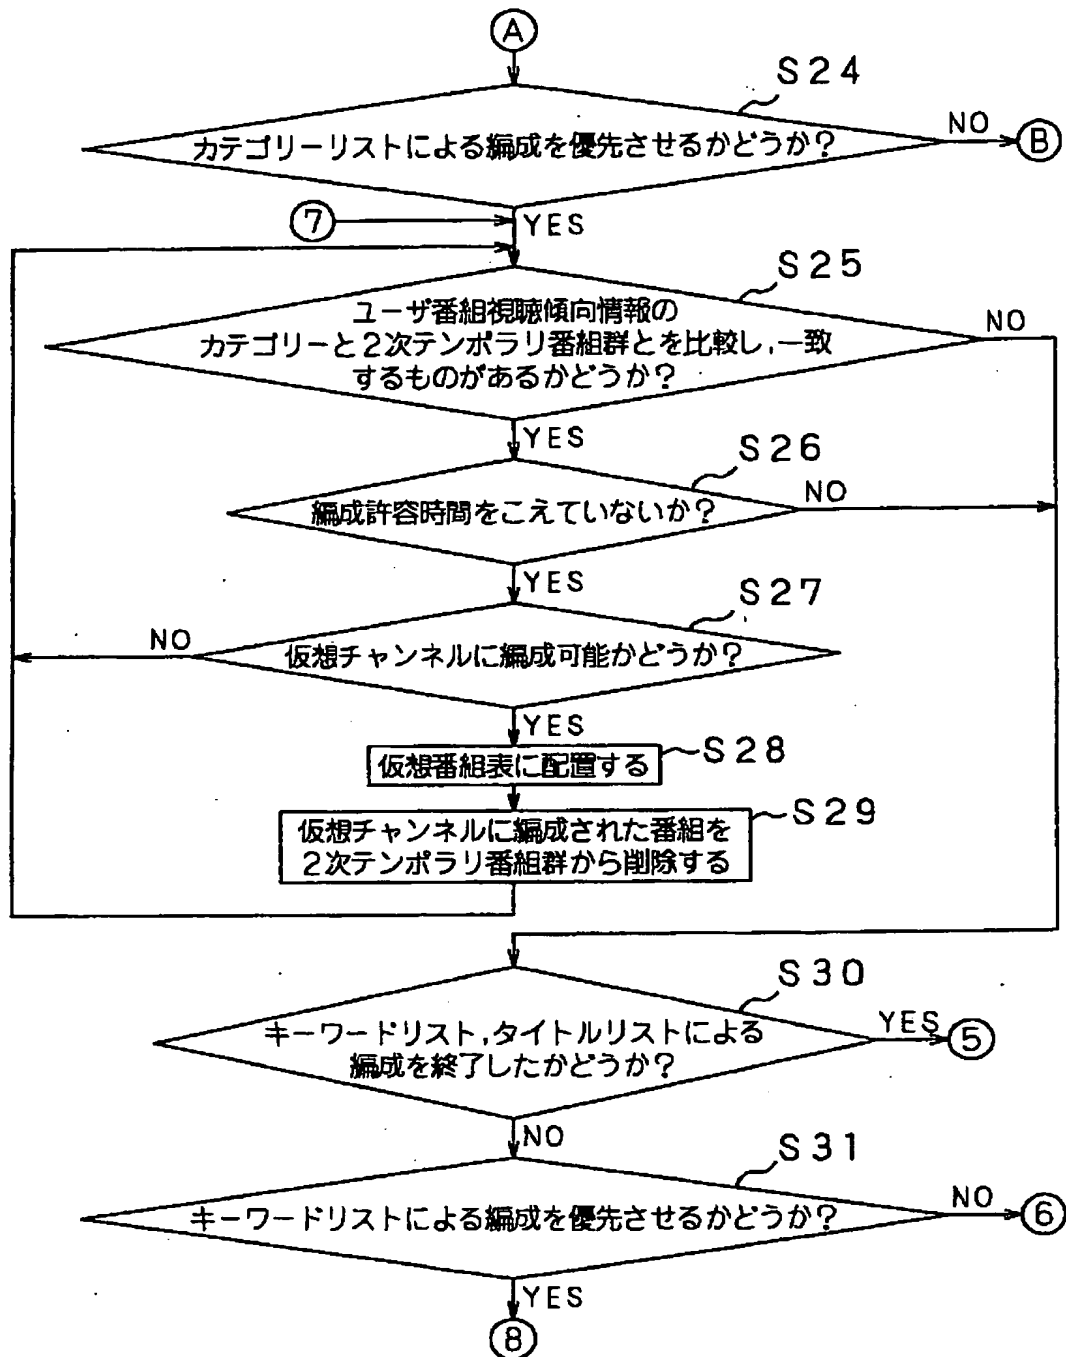 A
S24
カテゴリーリストによる編成を優先させるかどうか?
NO
B
7
YES
S25
ユーザ番組視聴傾向情報の
カテゴリーと2次テンポラリ番組群とを比較し,一致
するものがあるかどうか?
NO
YES
S26
編成許容時間をこえていないか?
NO
YES
S27
仮想チャンネルに編成可能かどうか?
NO
YES
S28
仮想番組表に配置する
S29
仮想チャンネルに編成された番組を
2次テンポラリ番組群から削除する
S30
キーワードリスト,タイトルリストによる
編成を終了したかどうか?
YES
5
NO
S31
キーワードリストによる編成を優先させるかどうか?
NO
6
YES
8